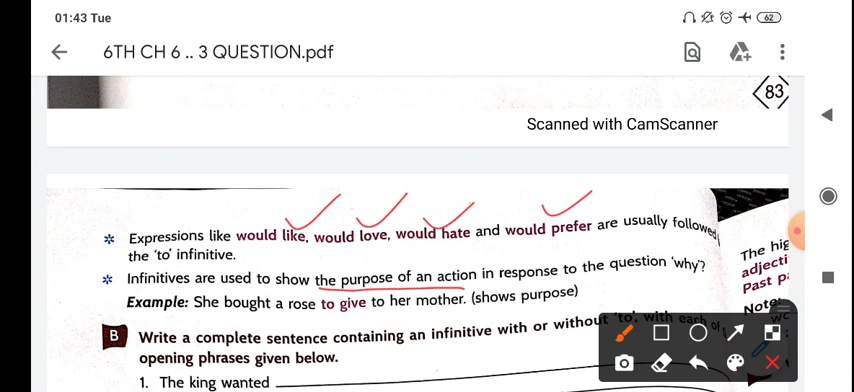 01:43 Tue
62
6TH CH 6 .. 3 QUESTION.pdf
83
Scanned with CamScanner
* Expressions like would like, would love, would hate and would prefer are usually followed
the 'to' infinitive.
* Infinitives are used to show the purpose of an action in response to the question 'why'?
Example: She bought a rose to give to her mother. (shows purpose)
B Write a complete sentence containing an infinitive with or without 'to', with each of
opening phrases given below.
1. The king wanted
The hig
adjecti
Past pa
Note: